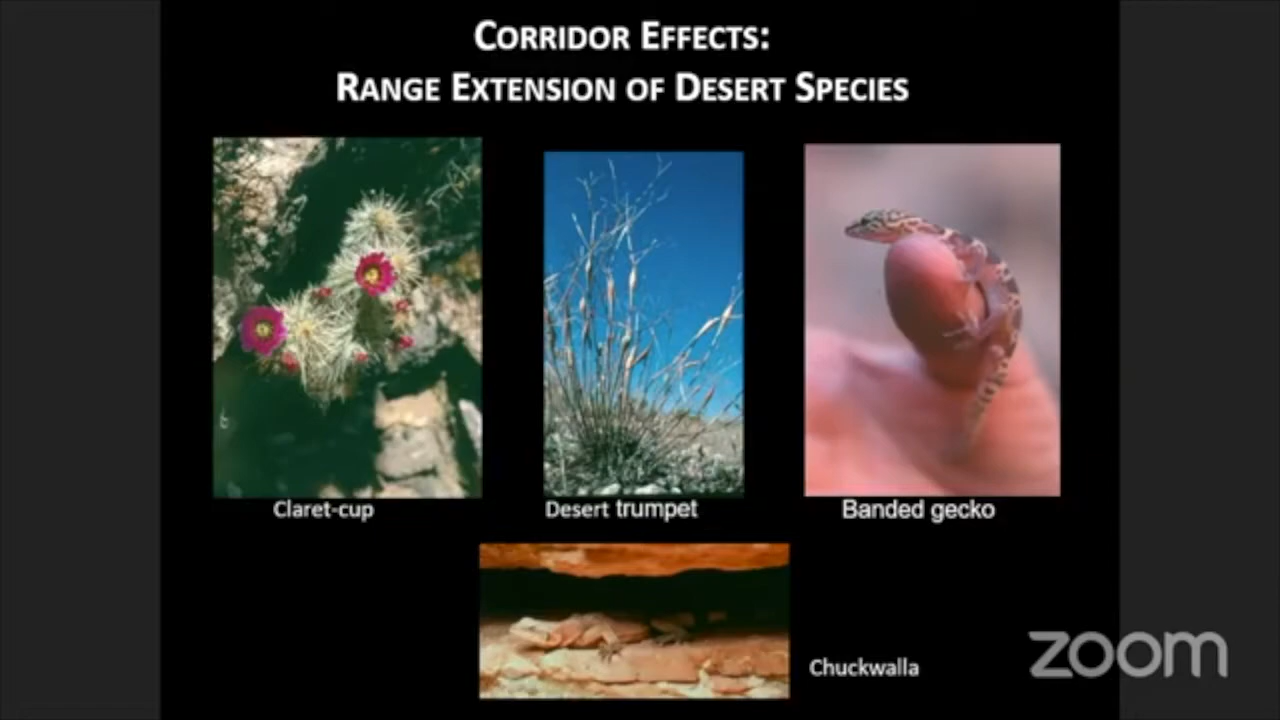 CORRIDOR EFFECTS:
RANGE EXTENSION OF DESERT SPECIES
Claret-cup
Desert trumpet
Banded gecko
Chuckwalla
zoom